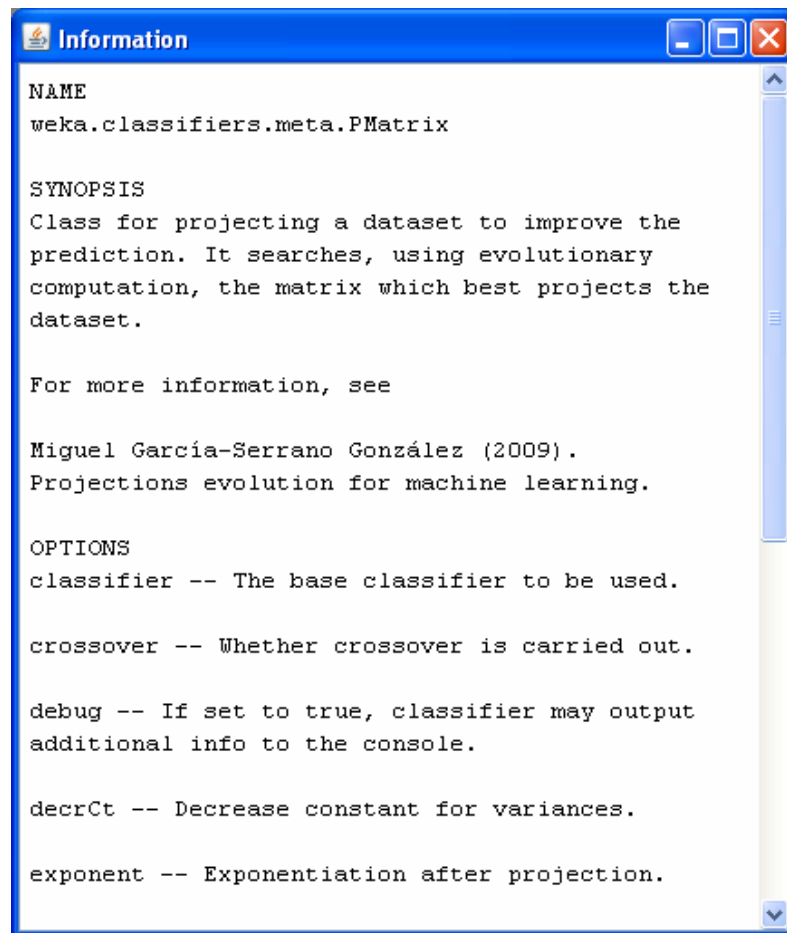 Information
NAME
weka.classifiers.meta.PMatrix
SYNOPSIS
Class for projecting a dataset to improve the
prediction. It searches, using evolutionary
computation, the matrix which best projects the
dataset.
For more information, see
Miguel García-Serrano González (2009).
Projections evolution for machine learning.
OPTIONS
classifier -- The base classifier to be used.
crossover -- Whether crossover is carried out.
debug -- If set to true, classifier may output
additional info to the console.
decrCt -- Decrease constant for variances.
exponent -- Exponentiation after projection.